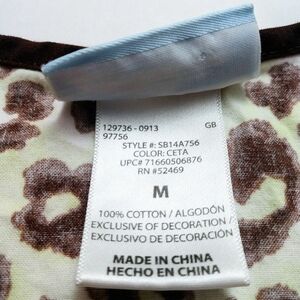 129736 - 0913 GB
97756
STYLE #: SB14A756
COLOR: CETA
UPC# 71660506876
RN #52469
M
100% COTTON / ALGODÓN
EXCLUSIVE OF DECORATION /
EXCLUSIVO DE DECORACIÓN
MADE IN CHINA
HECHO EN CHINA